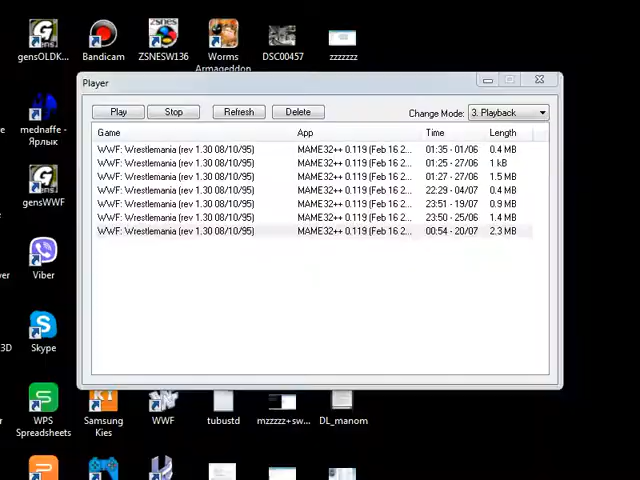 gensOLDK...
Bandicam
ZSNESW136
Worms
Armageddon
DSC00457
zzzzzzz
Player
Play
Stop
Refresh
Delete
Change Mode:
3. Playback
Game
App
Time
Length
WWF: Wrestlemania (rev 1.30 08/10/95) MAME32++ 0.119 (Feb 16 2... 01:35 - 01/06 0.4 MB
WWF: Wrestlemania (rev 1.30 08/10/95) MAME32++ 0.119 (Feb 16 2... 01:25 - 27/06 1 kB
WWF: Wrestlemania (rev 1.30 08/10/95) MAME32++ 0.119 (Feb 16 2... 01:27 - 27/06 1.5 MB
WWF: Wrestlemania (rev 1.30 08/10/95) MAME32++ 0.119 (Feb 16 2... 22:29 - 04/07 0.4 MB
WWF: Wrestlemania (rev 1.30 08/10/95) MAME32++ 0.119 (Feb 16 2... 23:51 - 19/07 0.9 MB
WWF: Wrestlemania (rev 1.30 08/10/95) MAME32++ 0.119 (Feb 16 2... 23:50 - 25/06 1.4 MB
WWF: Wrestlemania (rev 1.30 08/10/95) MAME32++ 0.119 (Feb 16 2... 00:54 - 20/07 2.3 MB
mednaffe -
Ярлык
gensWWF
Viber
Skype
3D
WPS
Spreadsheets
Samsung
Kies
WWF
tubustd
mzzzzz+sw...
DL_manom